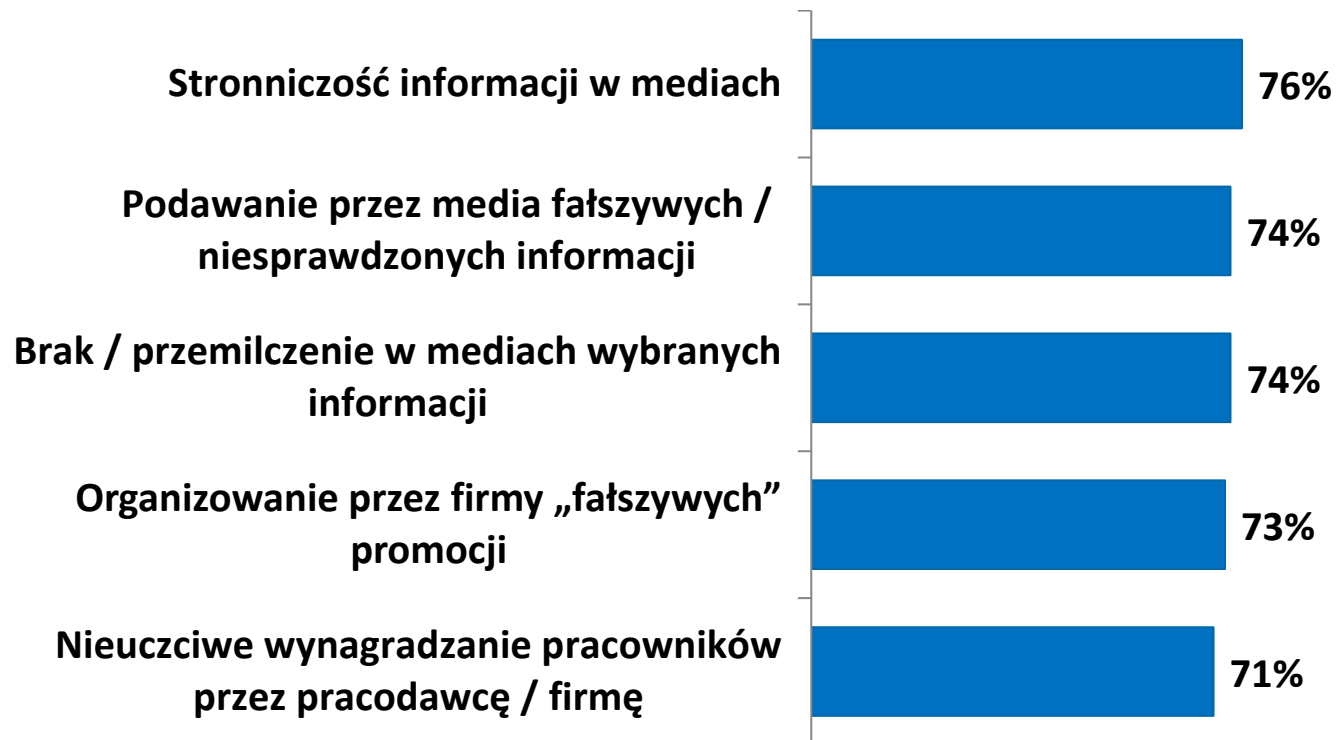 Stronniczość informacji w mediach
76%
Podawanie przez media fałszywych /
niesprawdzonych informacji
74%
Brak / przemilczenie w mediach wybranych
informacji
74%
Organizowanie przez firmy „fałszywych”
promocji
73%
Nieuczciwe wynagradzanie pracowników
przez pracodawcę / firmę
71%